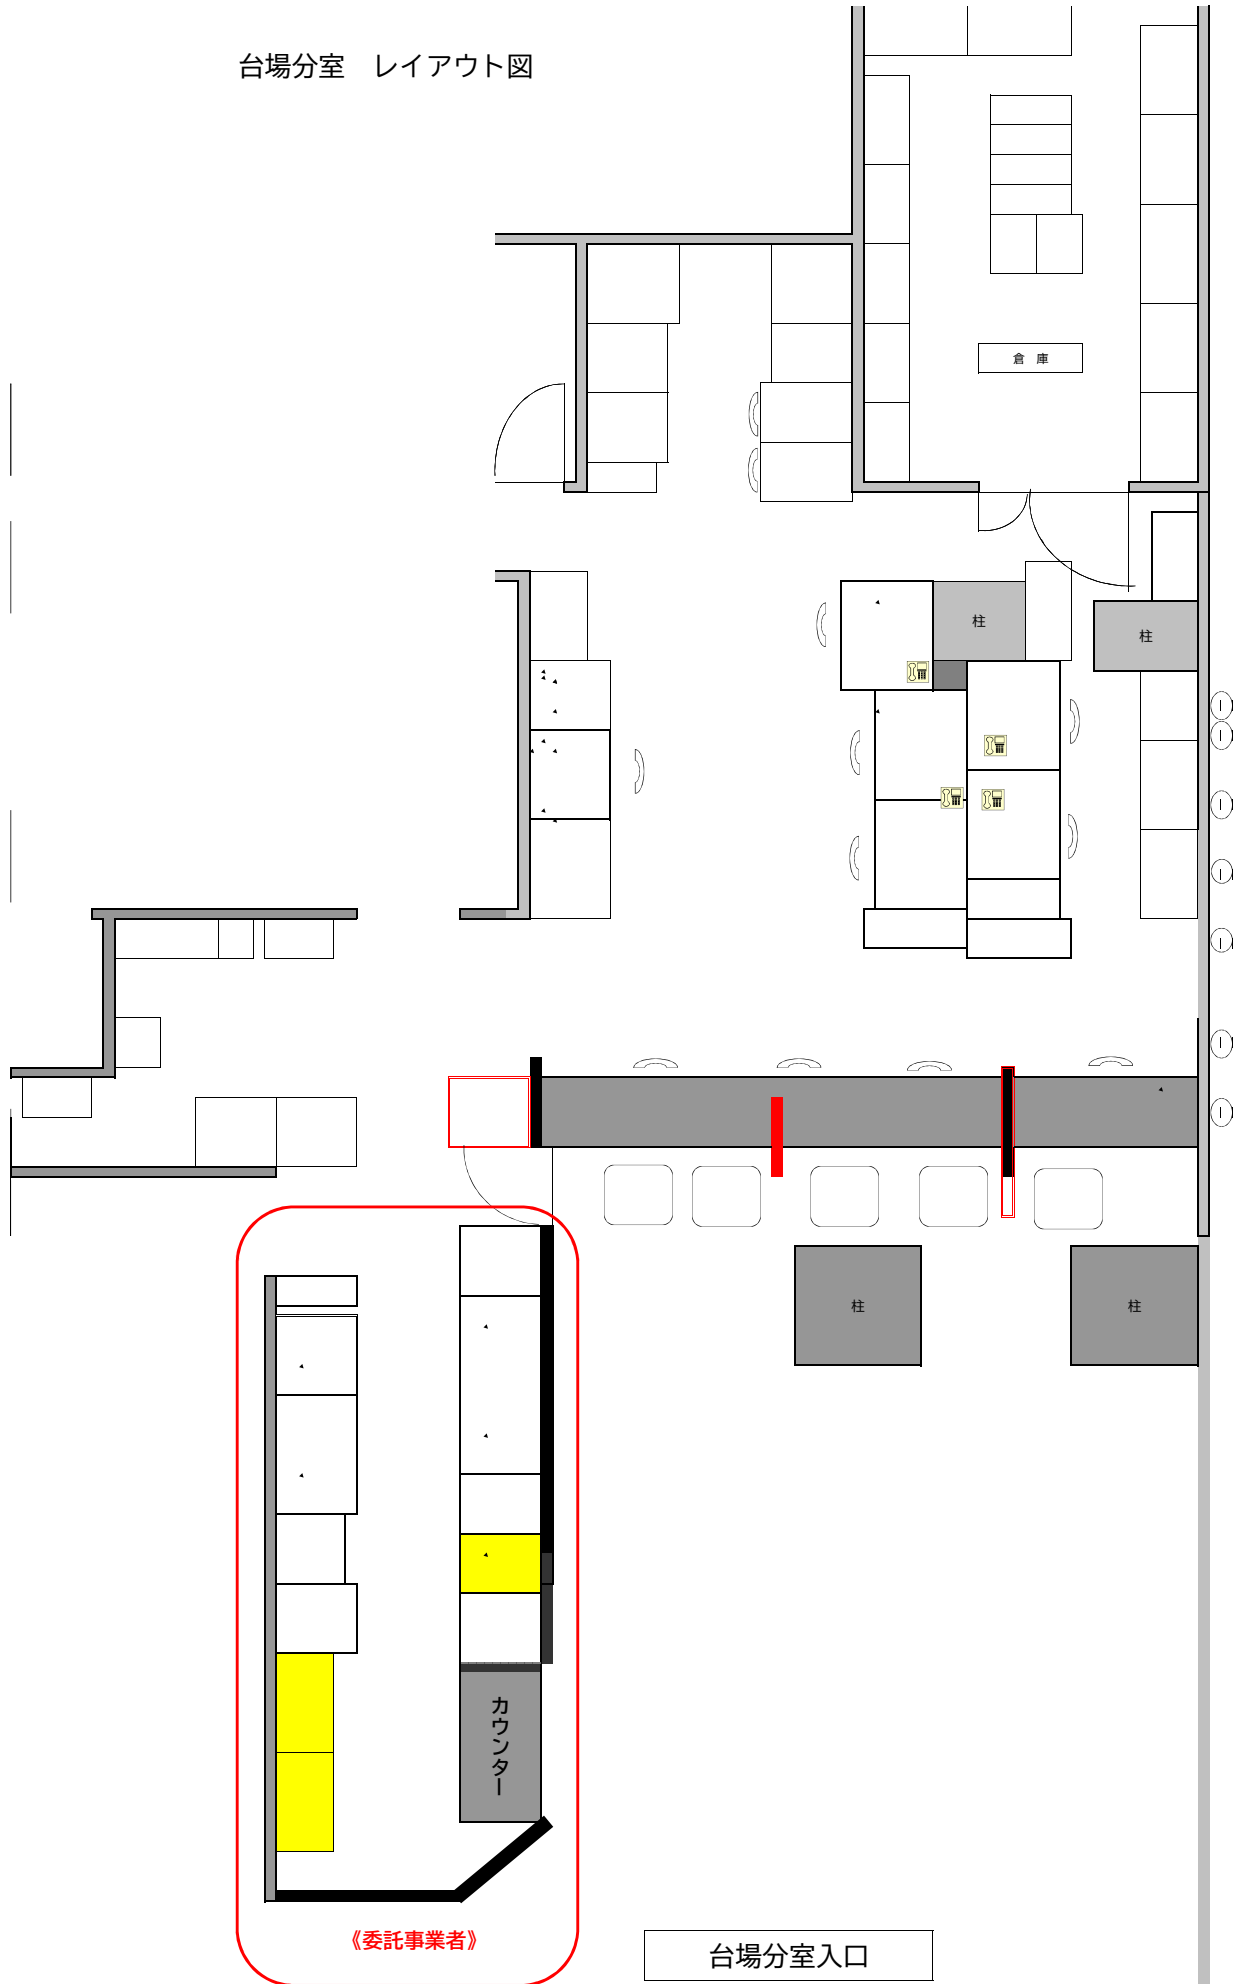 台場分室　レイアウト図
倉　庫
柱
柱
柱
柱
カウンター
《委託事業者》
台場分室入口